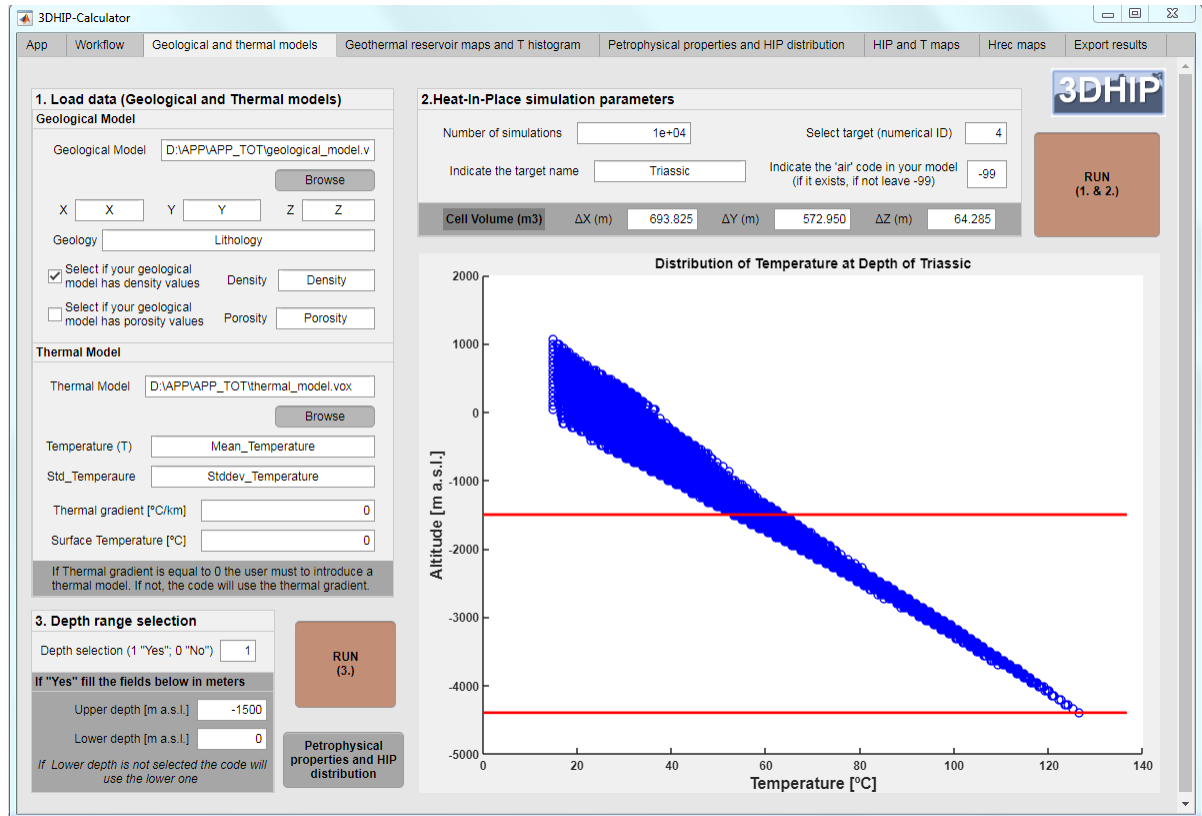 3DHIP-Calculator
App Workflow Geological and thermal models Geothermal reservoir maps and T histogram Petrophysical properties and HIP distribution HIP and T maps Hrec maps Export results
3DHIP
1. Load data (Geological and Thermal models)
Geological Model
Geological Model D:\APP\APP_TOT\geological_model.v
Browse
X X Y Y Z Z
Geology Lithology
Select if your geological
model has density values Density Density
Select if your geological
model has porosity values Porosity Porosity
Thermal Model
Thermal Model D:\APP\APP_TOT\thermal_model.vox
Browse
Temperature (T) Mean_Temperature
Std_Temperaure Stddev_Temperature
Thermal gradient [ºC/km] 0
Surface Temperature [ºC] 0
If Thermal gradient is equal to 0 the user must to introduce a
thermal model. If not, the code will use the thermal gradient.
3. Depth range selection
Depth selection (1 "Yes"; 0 "No") 1
If "Yes" fill the fields below in meters
Upper depth [m a.s.l.] -1500
Lower depth [m a.s.l.] 0
If Lower depth is not selected the code will
use the lower one
RUN
(3.)
Petrophysical
properties and HIP
distribution
2.Heat-In-Place simulation parameters
Number of simulations 1e+04 Select target (numerical ID) 4
Indicate the target name Triassic Indicate the 'air' code in your model
(if it exists, if not leave -99) -99
Cell Volume (m3) ΔX (m) 693.825 ΔY (m) 572.950 ΔZ (m) 64.285
RUN
(1. & 2.)
Distribution of Temperature at Depth of Triassic
2000
1000
0
-1000
-2000
-3000
-4000
-5000
Altitude [m a.s.l.]
0 20 40 60 80 100 120 140
Temperature [ºC]